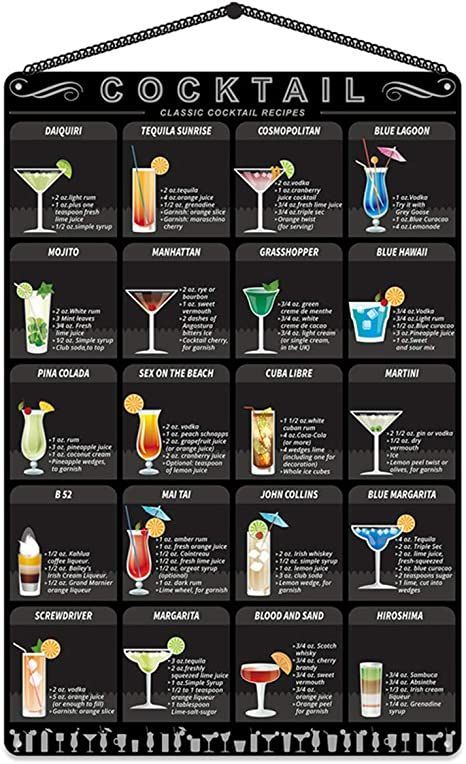 COCKTAIL
CLASSIC COCKTAIL RECIPES
DAIQUIRI
•2 oz.light rum
•1 oz.plus one
teaspoon fresh
lime juice
•1/2 oz.simple syrup
TEQUILA SUNRISE
•2 oz.tequila
•4 oz.orange juice
•1/2 oz. grenadine
Garnish: orange slice
Garnish: maraschino
cherry
COSMOPOLITAN
•2 oz.vodka
•1 oz.cranberry
juice cocktail
•3/4 oz.fresh lime juice
•3/4 oz.triple sec
•Orange twist
(for serving)
BLUE LAGOON
•1 oz.Vodka
•Try it with
Grey Goose
•1 oz.Blue Curacao
•4 oz.Lemonade
MOJITO
•2 oz.White rum
•3 Mint leaves
•3/4 oz. Fresh
lime juice
•1/2 oz. Simple syrup
•Club soda,to top
MANHATTAN
•2 oz. rye or
bourbon
•1 oz. sweet
vermouth
•2 dashes of
Angostura
bitters Ice
•Cocktail cherry,
for garnish
GRASSHOPPER
•3/4 oz. green
creme de menthe
•3/4 oz. white
creme de cacao
•3/4 oz. light cream
(or single cream,
in the UK)
BLUE HAWAII
•3/4 oz.Vodka
•3/4 oz.Light rum
•1/2 oz.Blue curacao
•3 oz.Pineapple juice
•1 oz.Sweet
and sour mix
PINA COLADA
•1 oz. rum
•3 oz. pineapple juice
•1 oz. coconut cream
•Pineapple wedges,
to garnish
SEX ON THE BEACH
•2 oz. vodka
•1 oz. peach schnapps
•2 oz. grapefruit juice
(or orange juice)
•2 oz. cranberry juice
•Optional: teaspoon
of lemon juice
CUBA LIBRE
•1 1/2 oz.white
cuban rum
•4 oz.Coca-Cola
(or more)
•4 wedges lime
(including one for
decoration)
•Whole ice cubes
MARTINI
•2 1/2 oz. gin or vodka
•1/2 oz. dry
vermouth
•Ice
•Lemon peel twist or
olives, for garnish
B 52
•1/2 oz. Kahlua
coffee liqueur.
•1/2 oz. Bailey's
Irish Cream Liqueur.
•1/2 oz. Grand Marnier
orange liqueur
MAI TAI
•1 oz. amber rum
•1 oz. fresh orange juice
•1/2 oz. Cointreau
•1/2 oz. fresh lime juice
•1/2 oz. orgeat syrup
(optional)
•1 oz. dark rum
•Lime wheel, for garnish
JOHN COLLINS
•2 oz. Irish whiskey
•1/2 oz. simple syrup
•1 oz. lemon juice
•3 oz. club soda
•Lemon wedge,
for garnish
BLUE MARGARITA
•4 oz. Tequila
•2 oz. Triple Sec
•2 oz. lime juice,
fresh-squeezed
•2 oz. blue curacao
•2 teaspoons sugar
•1 lime, cut into
wedges
SCREWDRIVER
•2 oz. vodka
•5 oz. orange juice
(or enough to fill)
•Garnish: orange slice
MARGARITA
•3 oz.tequila
•2 oz freshly
squeezed lime juice
•1 oz.Simple Syrup
•1/2 to 1 teaspoon
orange liqueur
•1 tablespoon
Lime-salt-sugar
BLOOD AND SAND
•3/4 oz. Scotch
whisky
•3/4 oz. cherry
brandy
•3/4 oz. sweet
vermouth
•3/4 oz.
orange juice
•Orange peel
for garnish
HIROSHIMA
•3/4 oz. Sambuca
•3/4 oz. Absinthe
•1/3 oz. Irish cream
liqueur
•1/4 oz. Grenadine
syrup